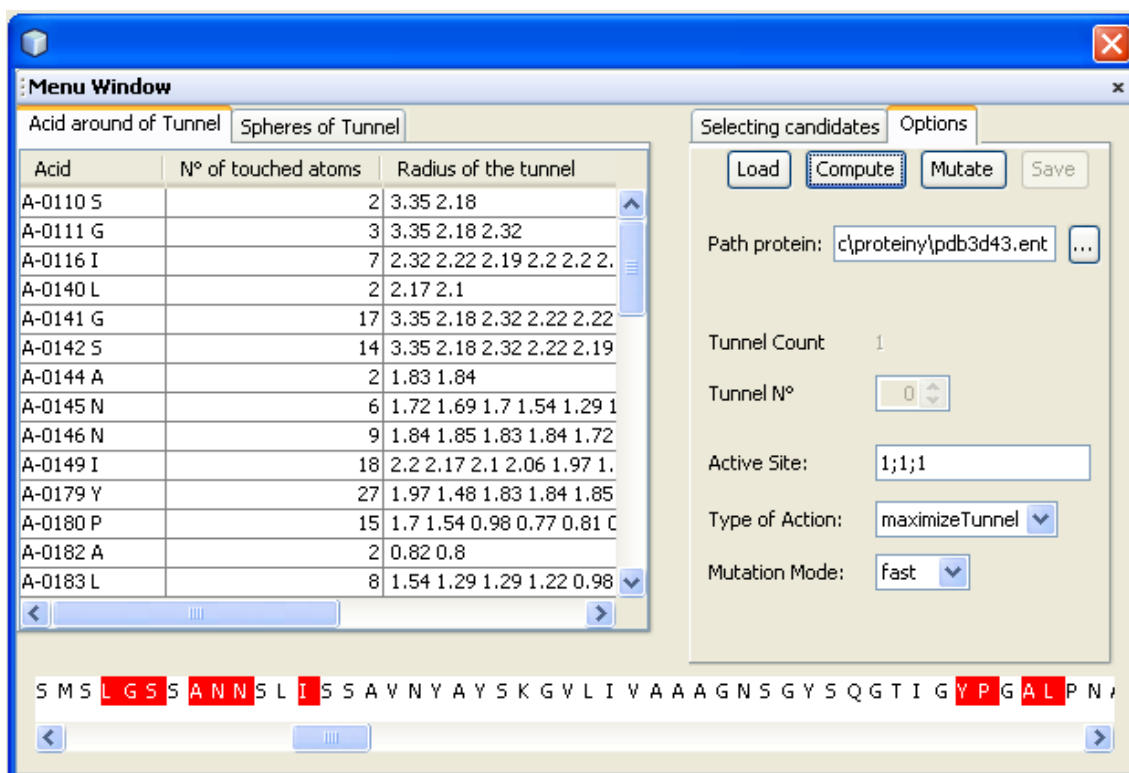 Menu Window
Acid around of Tunnel Spheres of Tunnel
Acid N° of touched atoms Radius of the tunnel
A-0110 S 2 3.35 2.18
A-0111 G 3 3.35 2.18 2.32
A-0116 I 7 2.32 2.22 2.19 2.2 2.2 2.
A-0140 L 2 2.17 2.1
A-0141 G 17 3.35 2.18 2.32 2.22 2.22
A-0142 S 14 3.35 2.18 2.32 2.22 2.19
A-0144 A 2 1.83 1.84
A-0145 N 6 1.72 1.69 1.7 1.54 1.29 1
A-0146 N 9 1.84 1.85 1.83 1.84 1.72
A-0149 I 18 2.2 2.17 2.1 2.06 1.97 1.
A-0179 Y 27 1.97 1.48 1.83 1.84 1.85
A-0180 P 15 1.7 1.54 0.98 0.77 0.81
A-0182 A 2 0.82 0.8
A-0183 L 8 1.54 1.29 1.29 1.22 0.98
Selecting candidates Options
Load Compute Mutate Save
Path protein: c\proteiny\pdb3d43.ent ...
Tunnel Count 1
Tunnel N° 0
Active Site: 1;1;1
Type of Action: maximizeTunnel
Mutation Mode: fast
S M S L G S S A N N S L I S S A V N Y A Y S K G V L I V A A A G N S G Y S Q G T I G Y P G A L P N